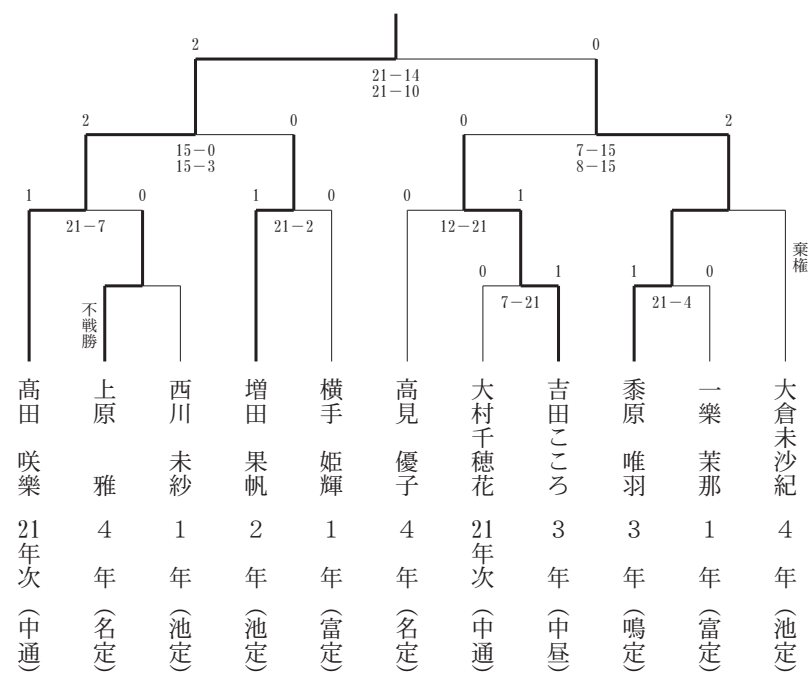 2 0
21－14
21－10
2 0 0 2
15－0
15－3
7－15
8－15
1 0 1 0 0 1
21－7 21－2 12－21
棄権
0 1 1 0
7－21 21－4
不戦勝
髙田 咲樂 21年次 (中通)
上原 雅 4年 (名定)
西川 未紗 1年 (池定)
増田 果帆 2年 (池定)
横手 姫輝 1年 (富定)
高見 優子 4年 (名定)
大村千穂花 21年次 (中通)
吉田こころ 3年 (中昼)
黍原 唯羽 3年 (鳴定)
一樂 茉那 1年 (富定)
大倉未沙紀 4年 (池定)